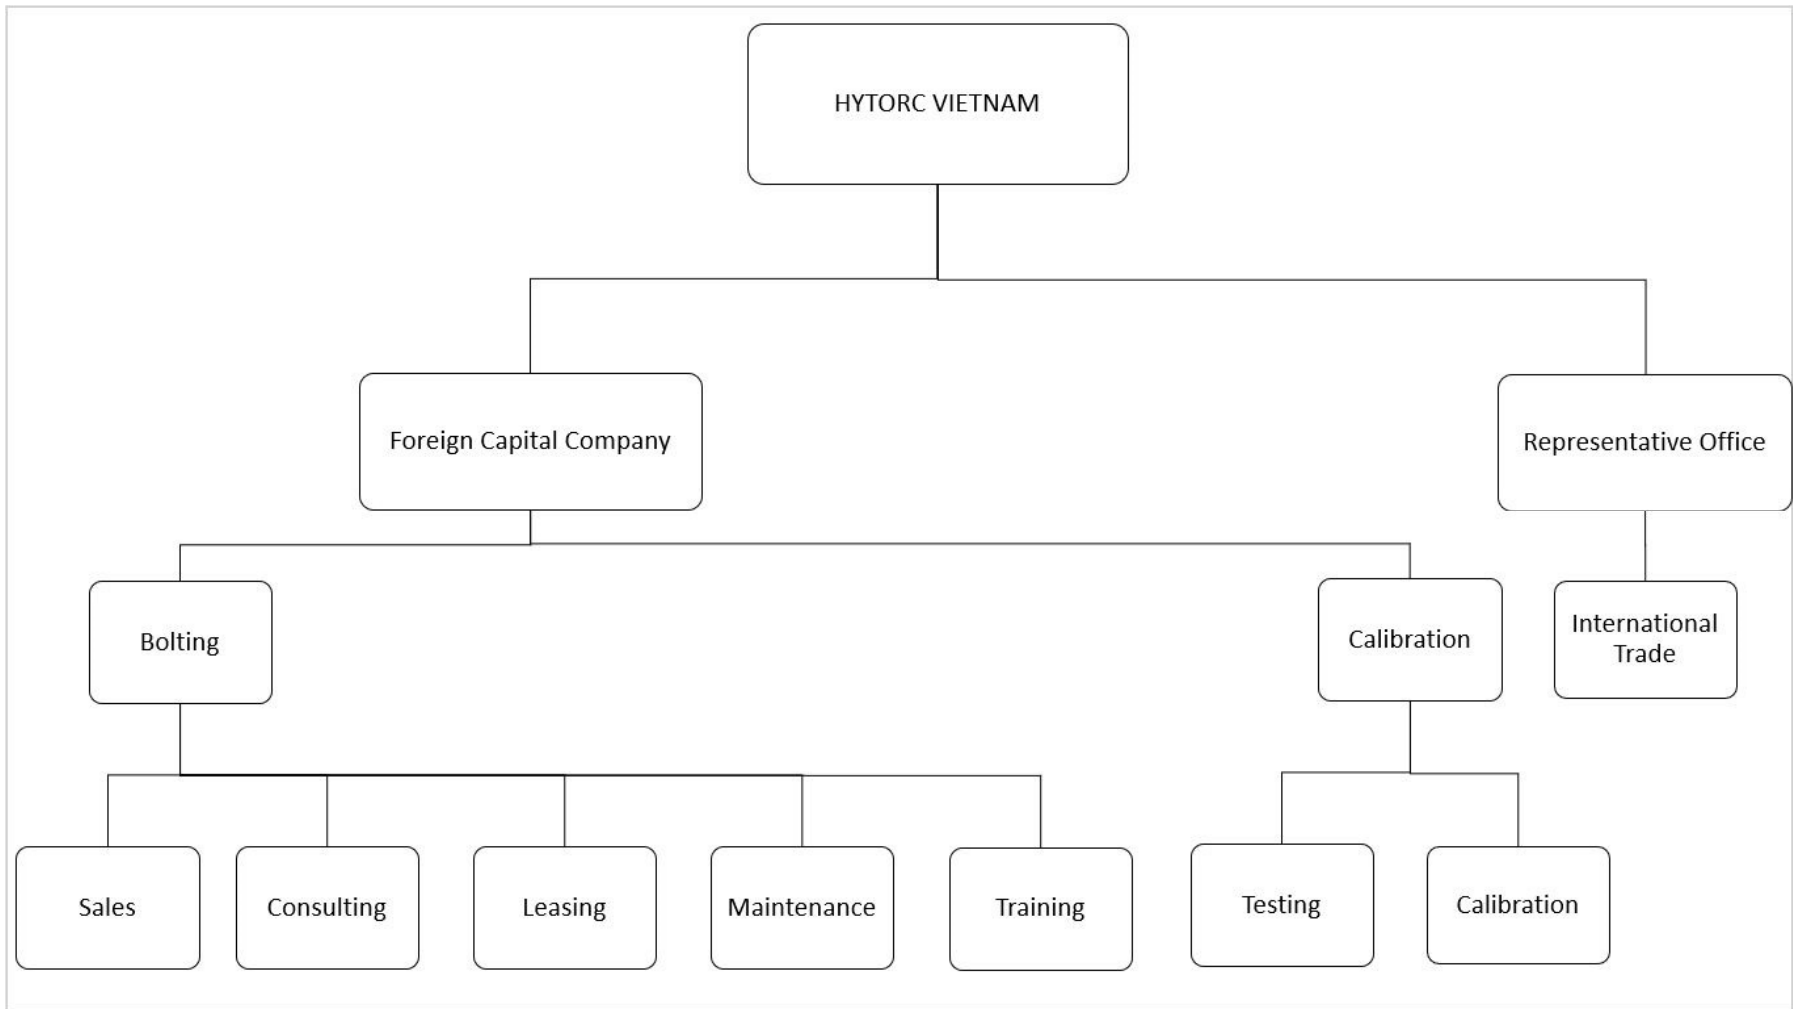 HYTORC VIETNAM
Foreign Capital Company
Representative Office
Bolting
Calibration
International
Trade
Sales
Consulting
Leasing
Maintenance
Training
Testing
Calibration